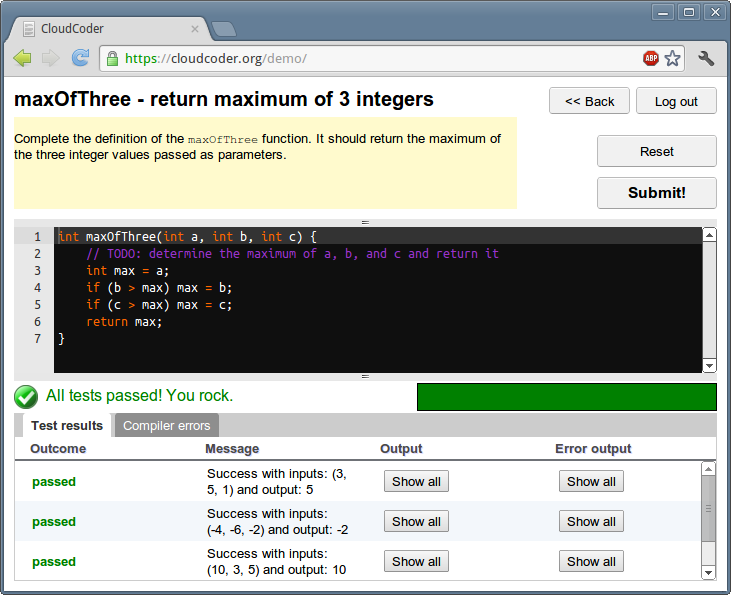 CloudCoder
https://cloudcoder.org/demo/
ABP
maxOfThree - return maximum of 3 integers
<< Back
Log out
Complete the definition of the maxOfThree function. It should return the maximum of
the three integer values passed as parameters.
Reset
Submit!
1 int maxOfThree(int a, int b, int c) {
2 // TODO: determine the maximum of a, b, and c and return it
3 int max = a;
4 if (b > max) max = b;
5 if (c > max) max = c;
6 return max;
7 }
All tests passed! You rock.
Test results
Compiler errors
Outcome Message Output Error output
passed
Success with inputs: (3,
5, 1) and output: 5
Show all
Show all
passed
Success with inputs:
(-4, -6, -2) and output: -2
Show all
Show all
passed
Success with inputs:
(10, 3, 5) and output: 10
Show all
Show all